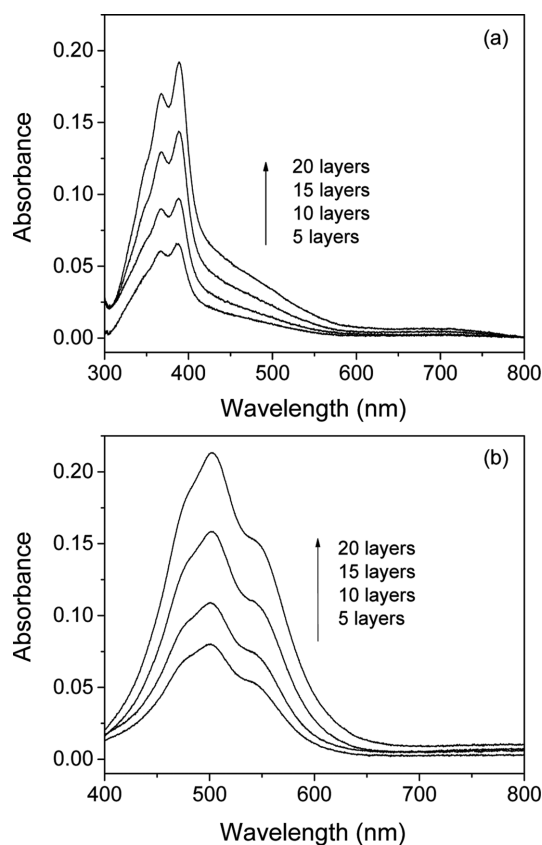 (a)
0.20
0.15
0.10
0.05
0.00
Absorbance
20 layers
15 layers
10 layers
5 layers
300 400 500 600 700 800
Wavelength (nm)
(b)
0.20
0.15
0.10
0.05
0.00
Absorbance
20 layers
15 layers
10 layers
5 layers
400 500 600 700 800
Wavelength (nm)